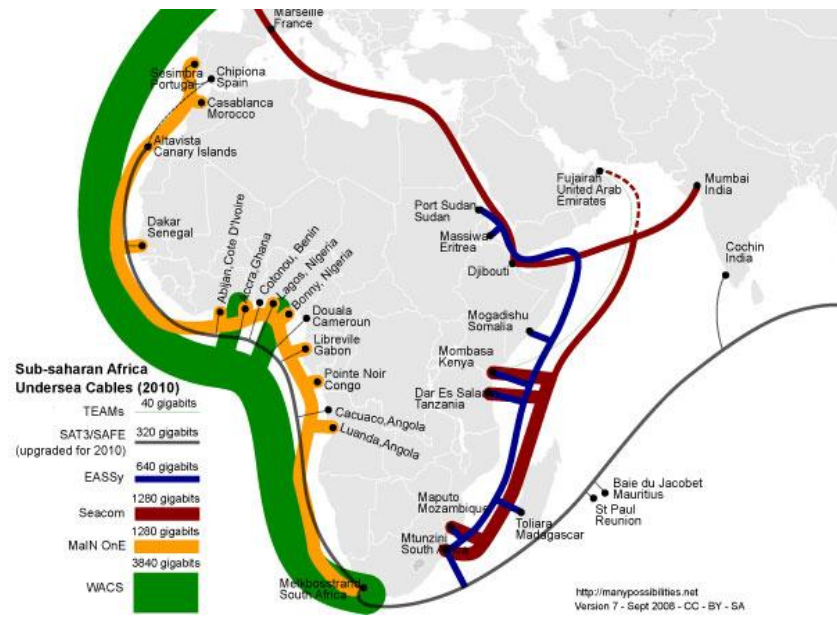 Marseille
France
Sesimbra
Portugal
Chipiona
Spain
Casablanca
Morocco
Altavista
Canary Islands
Dakar
Senegal
Abijan,Cote D'Ivoire
Accra,Ghana
Cotonou, Benin
Lagos, Nigeria
Bonny, Nigeria
Douala
Cameroun
Libreville
Gabon
Pointe Noir
Congo
Cacuaco,Angola
Luanda,Angola
Melkbosstrand
South Africa
Port Sudan
Sudan
Massiwa
Eritrea
Djibouti
Fujairah
United Arab
Emirates
Mumbai
India
Cochin
India
Mogadishu
Somalia
Mombasa
Kenya
Dar Es Sala
Tanzania
Maputo
Mozambique
Mtunzini
South
Toliara
Madagascar
Baie du Jacobet
Mauritius
St Paul
Reunion
Sub-saharan Africa
Undersea Cables (2010)
TEAMs 40 gigabits
SAT3/SAFE 320 gigabits
(upgraded for 2010)
EASSy 640 gigabits
Seacom 1280 gigabits
MaIN OnE 1280 gigabits
WACS 3840 gigabits
http://manypossibilities.net
Version 7 - Sept 2008 - CC - BY - SA